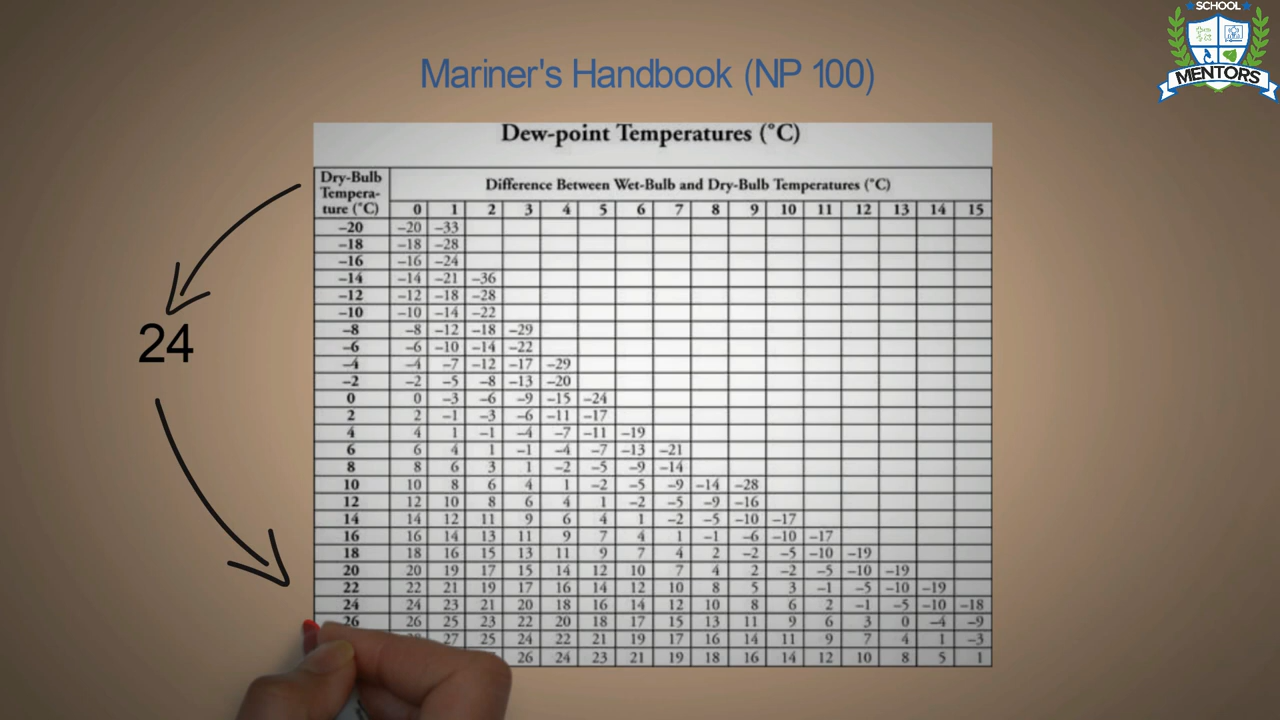 SCHOOL
MENTORS
Mariner's Handbook (NP 100)
Dew-point Temperatures (°C)
Dry-Bulb Tempera-ture (°C)
Difference Between Wet-Bulb and Dry-Bulb Temperatures (°C)
0 1 2 3 4 5 6 7 8 9 10 11 12 13 14 15
−20 −20 −33
−18 −18 −28
−16 −16 −24
−14 −14 −21 −36
−12 −12 −18 −28
−10 −10 −14 −22
−8 −8 −12 −18 −29
−6 −6 −10 −14 −22
−4 −4 −7 −12 −17 −29
−2 −2 −5 −8 −13 −20
0 0 −3 −6 −9 −15 −24
2 2 −1 −3 −6 −11 −17
4 4 1 −1 −4 −7 −11 −19
6 6 4 1 −1 −4 −7 −13 −21
8 8 6 3 1 −2 −5 −9 −14
10 10 8 6 4 1 −2 −5 −9 −14 −28
12 12 10 8 6 4 1 −2 −5 −9 −16
14 14 12 11 9 6 4 1 −2 −5 −10 −17
16 16 14 13 11 9 7 4 1 −1 −6 −10 −17
18 18 16 15 13 11 9 7 4 2 −2 −5 −10 −19
20 20 19 17 15 14 12 10 7 4 2 −2 −5 −10 −19
22 22 21 19 17 16 14 12 10 8 5 3 −1 −5 −10 −19
24 24 23 21 20 18 16 14 12 10 8 6 2 −1 −5 −10 −18
26 26 25 23 22 20 18 17 15 13 11 9 6 3 0 −4 −9
27 25 24 22 21 19 17 16 14 11 9 7 4 1 −3
26 24 23 21 19 18 16 14 12 10 8 5 1
24